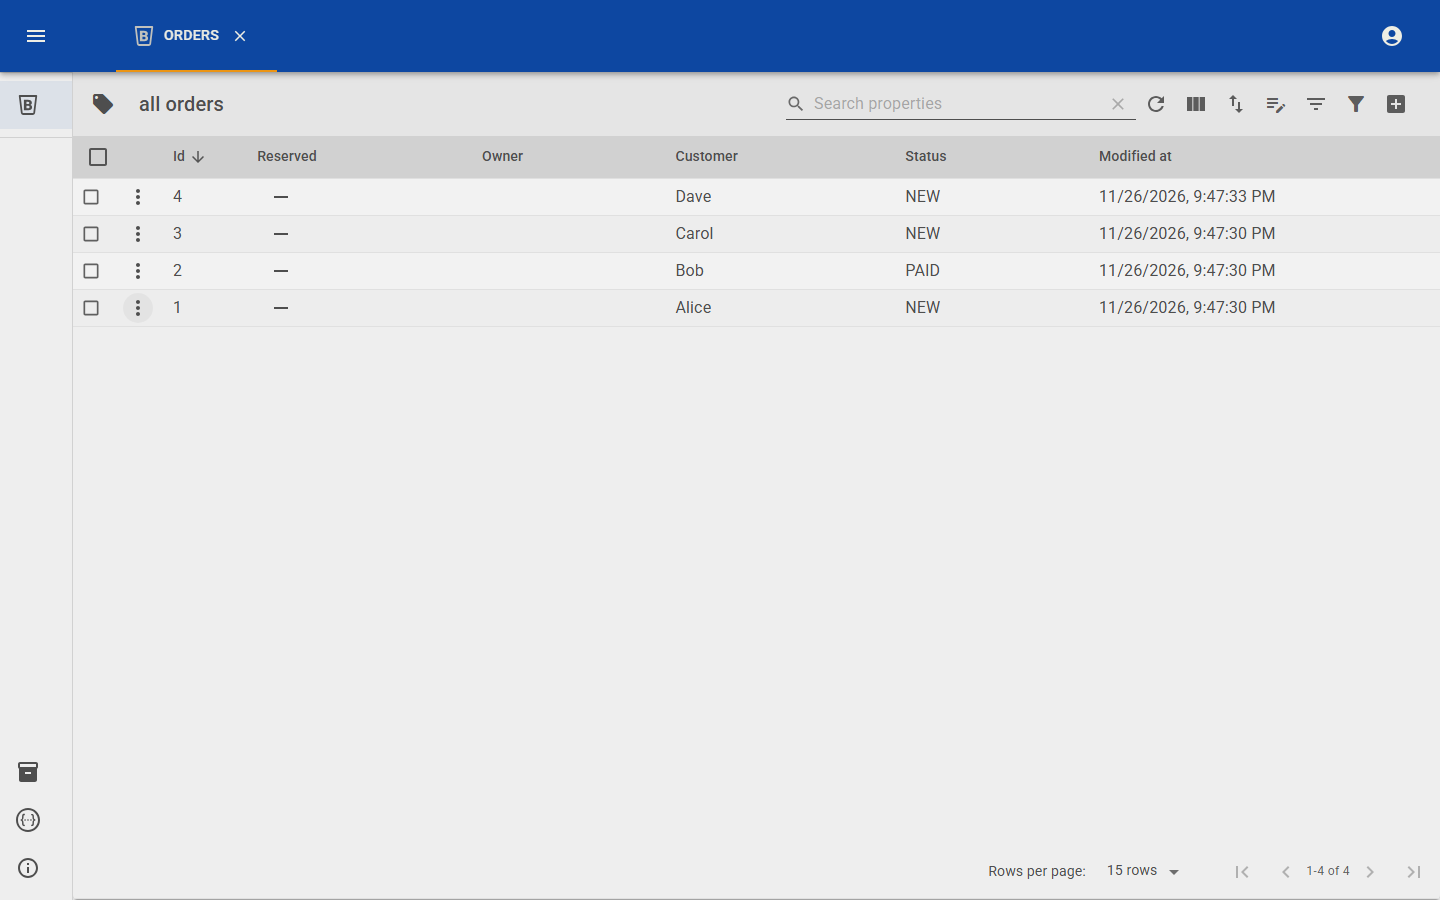 ORDERS
all orders
Search properties
Id Reserved Owner Customer Status Modified at
4 Dave NEW 11/26/2026, 9:47:33 PM
3 Carol NEW 11/26/2026, 9:47:30 PM
2 Bob PAID 11/26/2026, 9:47:30 PM
1 Alice NEW 11/26/2026, 9:47:30 PM
Rows per page: 15 rows 1-4 of 4